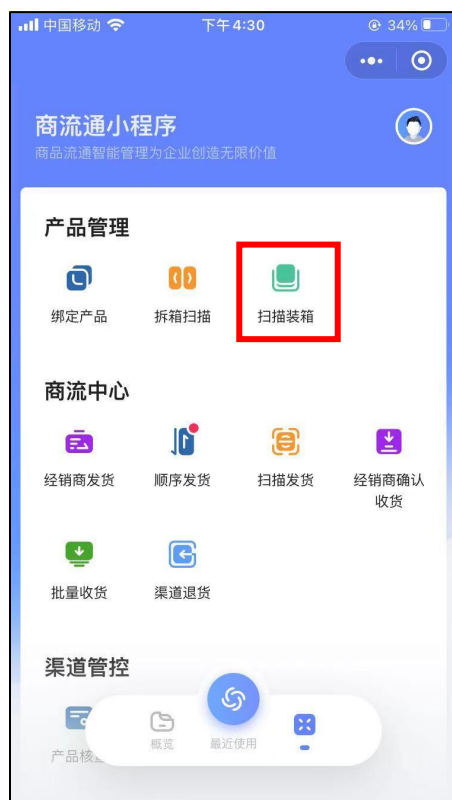 中国移动 下午4:30 34%
商流通小程序
商品流通智能管理为企业创造无限价值
产品管理
绑定产品 拆箱扫描 扫描装箱
商流中心
经销商发货 顺序发货 扫描发货 经销商确认
收货
批量收货 渠道退货
渠道管控
产品核
概览 最近使用